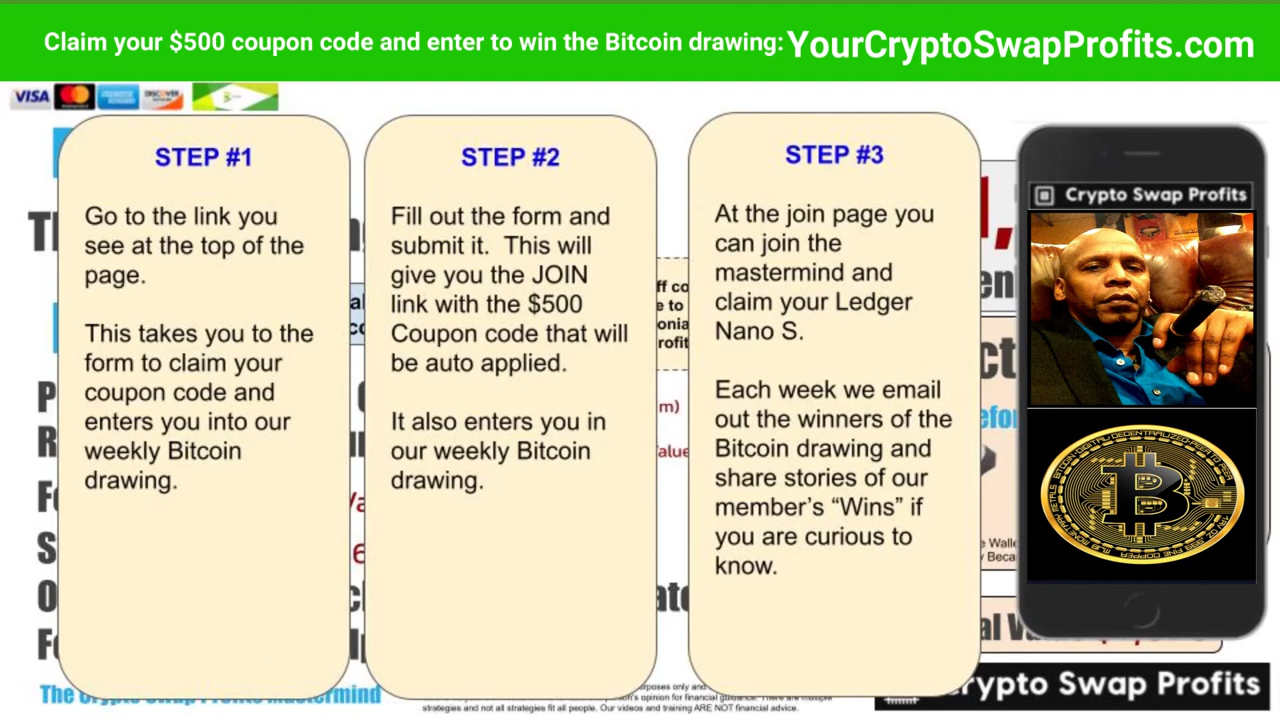 Claim your $500 coupon code and enter to win the Bitcoin drawing: YourCryptoSwapProfits.com
VISA
STEP #1
Go to the link you
see at the top of the
page.
This takes you to the
form to claim your
coupon code and
enters you into our
weekly Bitcoin
drawing.
STEP #2
Fill out the form and
submit it. This will
give you the JOIN
link with the $500
Coupon code that will
be auto applied.
It also enters you in
our weekly Bitcoin
drawing.
STEP #3
At the join page you
can join the
mastermind and
claim your Ledger
Nano S.
Each week we email
out the winners of the
Bitcoin drawing and
share stories of our
member's “Wins” if
you are curious to
know.
Crypto Swap Profits
BITCOIN DIGITAL DECENTRALIZED PEER TO PEER
The Crypto Swap Profits Mastermind
strategies and not all strategies fit all people. Our videos and training ARE NOT financial advice.
Crypto Swap Profits